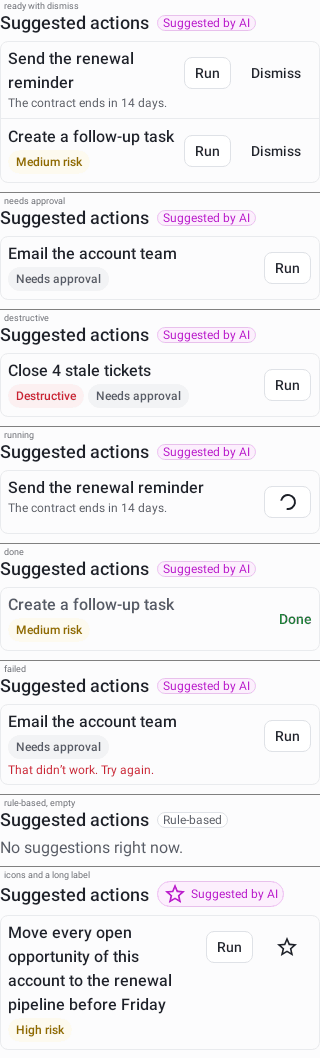 ready with dismiss
Suggested actions Suggested by AI
Send the renewal
reminder
The contract ends in 14 days.
Run Dismiss
Create a follow-up task
Medium risk
Run Dismiss
needs approval
Suggested actions Suggested by AI
Email the account team
Needs approval
Run
destructive
Suggested actions Suggested by AI
Close 4 stale tickets
Destructive Needs approval
Run
running
Suggested actions Suggested by AI
Send the renewal reminder
The contract ends in 14 days.
done
Suggested actions Suggested by AI
Create a follow-up task
Medium risk
Done
failed
Suggested actions Suggested by AI
Email the account team
Needs approval
That didn’t work. Try again.
Run
rule-based, empty
Suggested actions Rule-based
No suggestions right now.
icons and a long label
Suggested actions Suggested by AI
Move every open
opportunity of this
account to the renewal
pipeline before Friday
High risk
Run